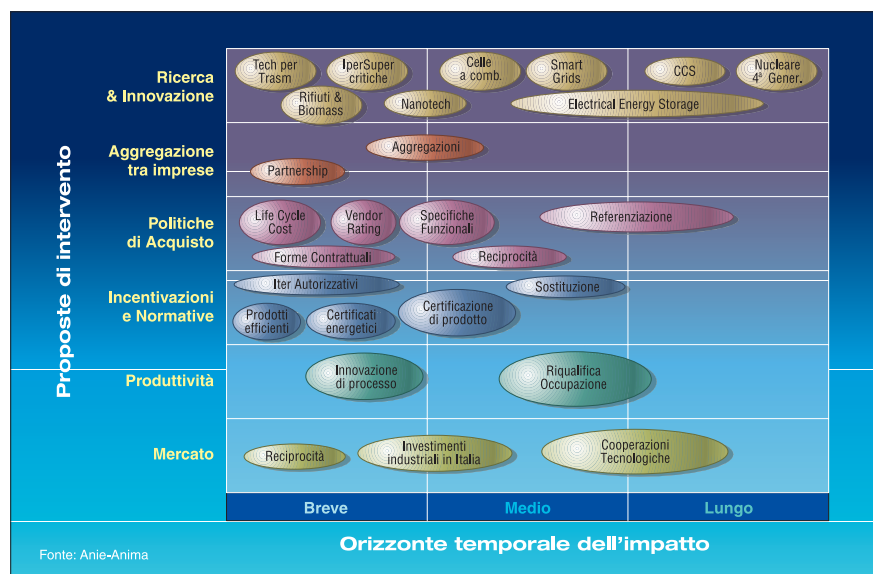 Proposte di intervento
Ricerca
& Innovazione
Tech per
Trasm
IperSuper
critiche
Celle
a comb.
Smart
Grids
CCS
Nucleare
4ª Gener.
Rifiuti &
Biomass
Nanotech
Electrical Energy Storage
Aggregazione
tra imprese
Aggregazioni
Partnership
Politiche
di Acquisto
Life Cycle
Cost
Vendor
Rating
Specifiche
Funzionali
Referenziazione
Forme Contrattuali
Reciprocità
Incentivazioni
e Normative
Iter Autorizzativi
Sostituzione
Prodotti
efficienti
Certificati
energetici
Certificazione
di prodotto
Produttività
Innovazione
di processo
Riqualifica
Occupazione
Mercato
Reciprocità
Investimenti
industriali in Italia
Cooperazioni
Tecnologiche
Breve
Medio
Lungo
Orizzonte temporale dell'impatto
Fonte: Anie-Anima